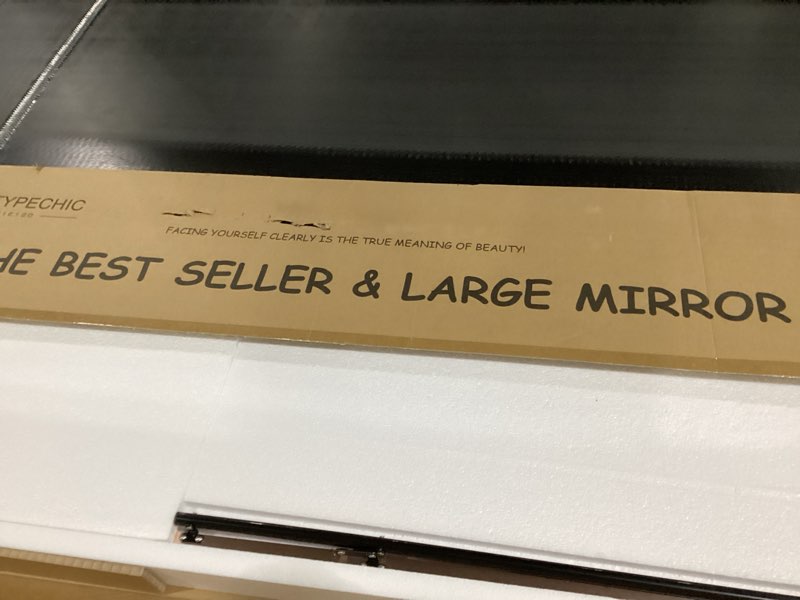 TYPECHIC
FACING YOURSELF CLEARLY IS THE TRUE MEANING OF BEAUTY!
HE BEST SELLER & LARGE MIRROR